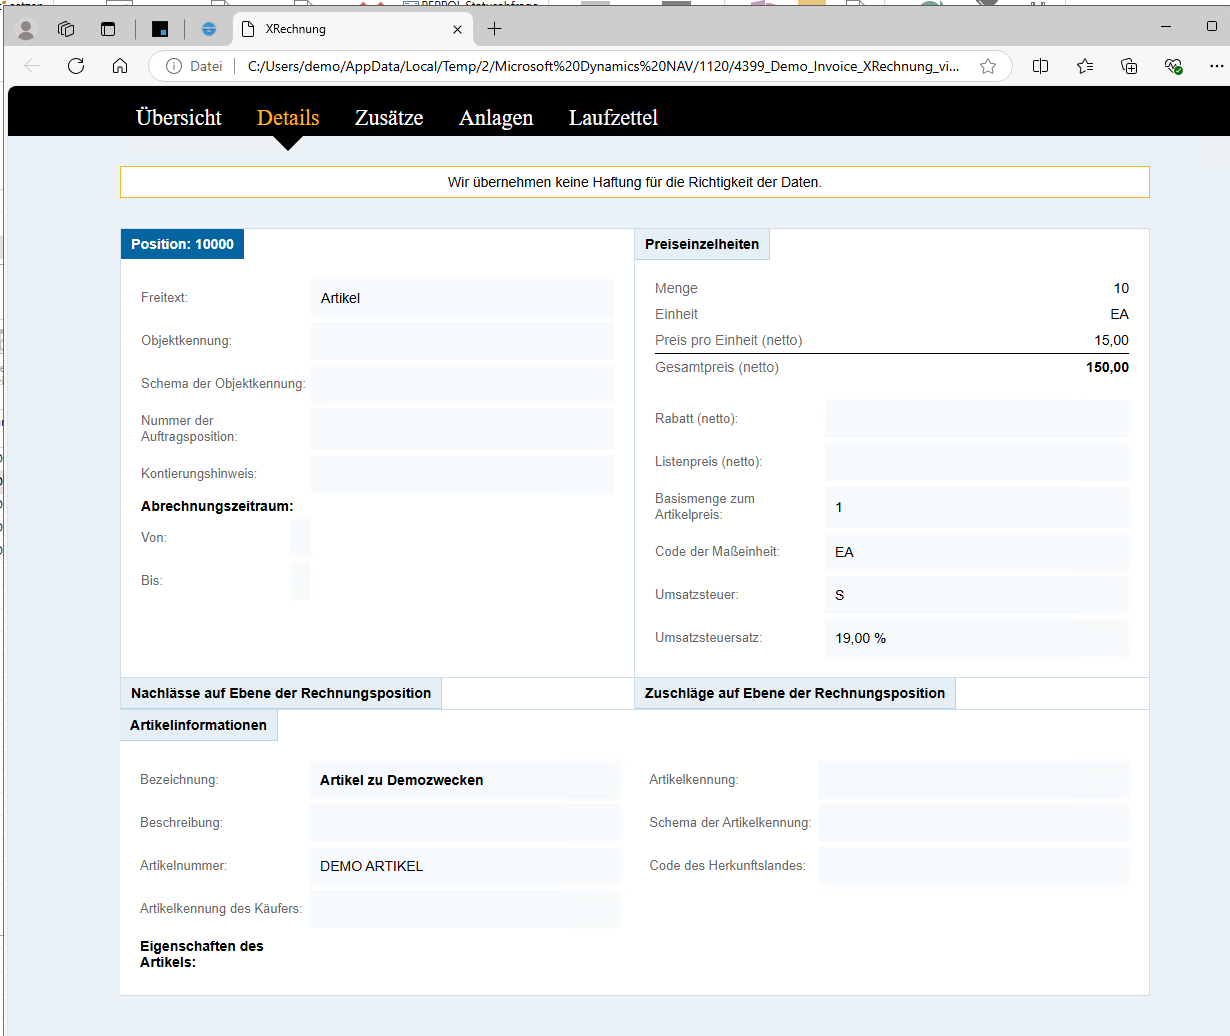 PEPPOL Statusabfrage
XRechnung
Datei
C:/Users/demo/AppData/Local/Temp/2/Microsoft%20Dynamics%20NAV/1120/4399_Demo_Invoice_XRechnung_vi...
Übersicht Details Zusätze Anlagen Laufzettel
Wir übernehmen keine Haftung für die Richtigkeit der Daten.
Position: 10000
Freitext: Artikel
Objektkennung:
Schema der Objektkennung:
Nummer der
Auftragsposition:
Kontierungshinweis:
Abrechnungszeitraum:
Von:
Bis:
Preiseinzelheiten
Menge 10
Einheit EA
Preis pro Einheit (netto) 15,00
Gesamtpreis (netto) 150,00
Rabatt (netto):
Listenpreis (netto):
Basismenge zum
Artikelpreis: 1
Code der Maßeinheit: EA
Umsatzsteuer: S
Umsatzsteuersatz: 19,00 %
Nachlässe auf Ebene der Rechnungsposition
Zuschläge auf Ebene der Rechnungsposition
Artikelinformationen
Bezeichnung: Artikel zu Demozwecken
Beschreibung:
Artikelnummer: DEMO ARTIKEL
Artikelkennung des Käufers:
Eigenschaften des
Artikels:
Artikelkennung:
Schema der Artikelkennung:
Code des Herkunftslandes: